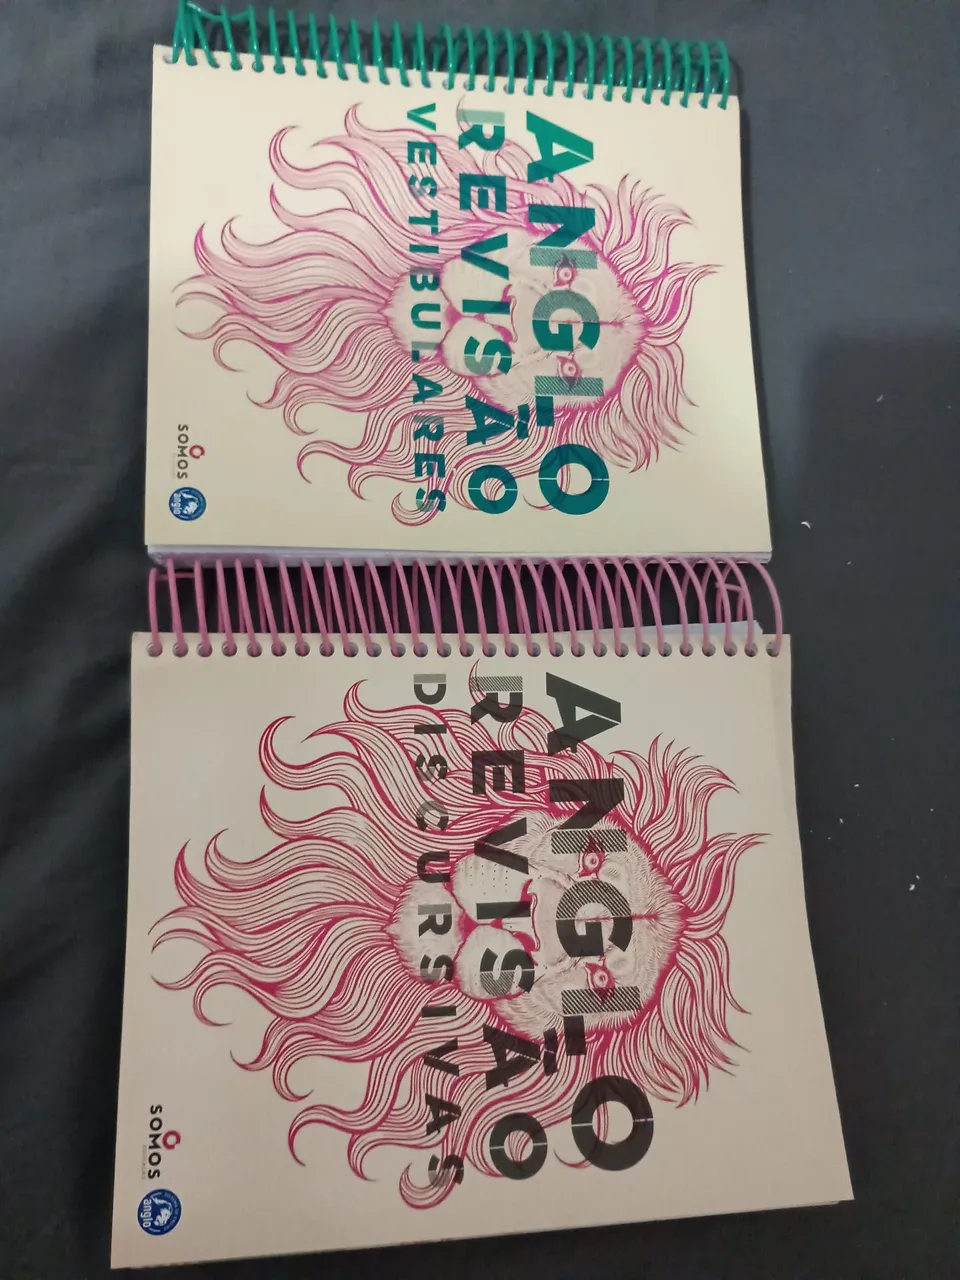 ANGLO
REVISÃO
VESTIBULARES
SOMOS
anglo
ANGLO
REVISÃO
DISCURSIVAS
SOMOS
anglo